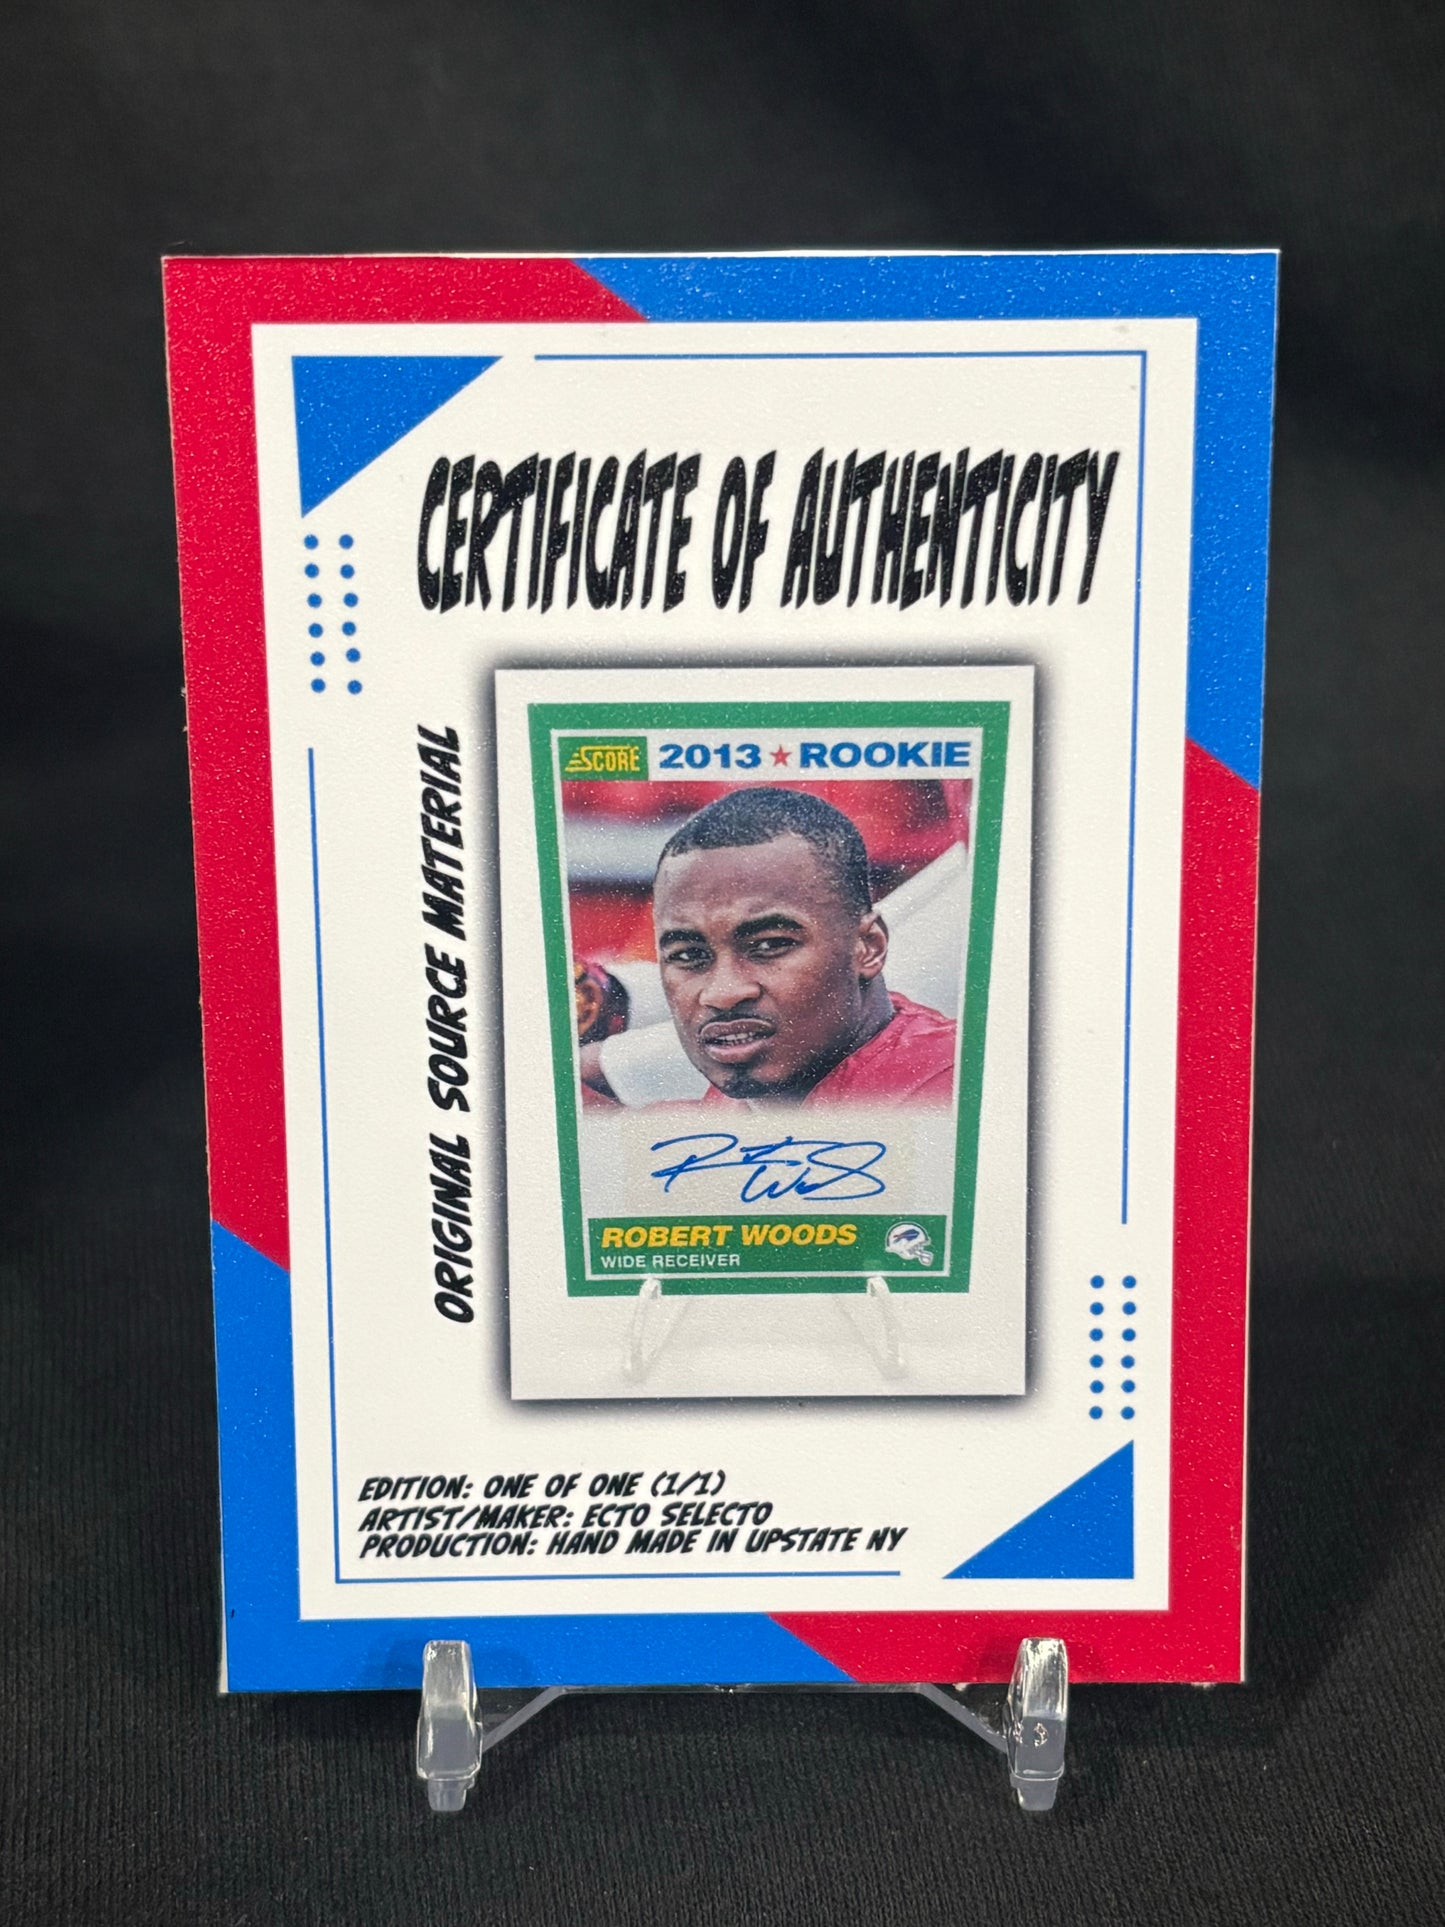 CERTIFICATE OF AUTHENTICITY
ORIGINAL SOURCE MATERIAL
SCORE 2013 ★ ROOKIE
ROBERT WOODS
WIDE RECEIVER
EDITION: ONE OF ONE (1/1)
ARTIST/MAKER: ECTO SELECTO
PRODUCTION: HAND MADE IN UPSTATE NY